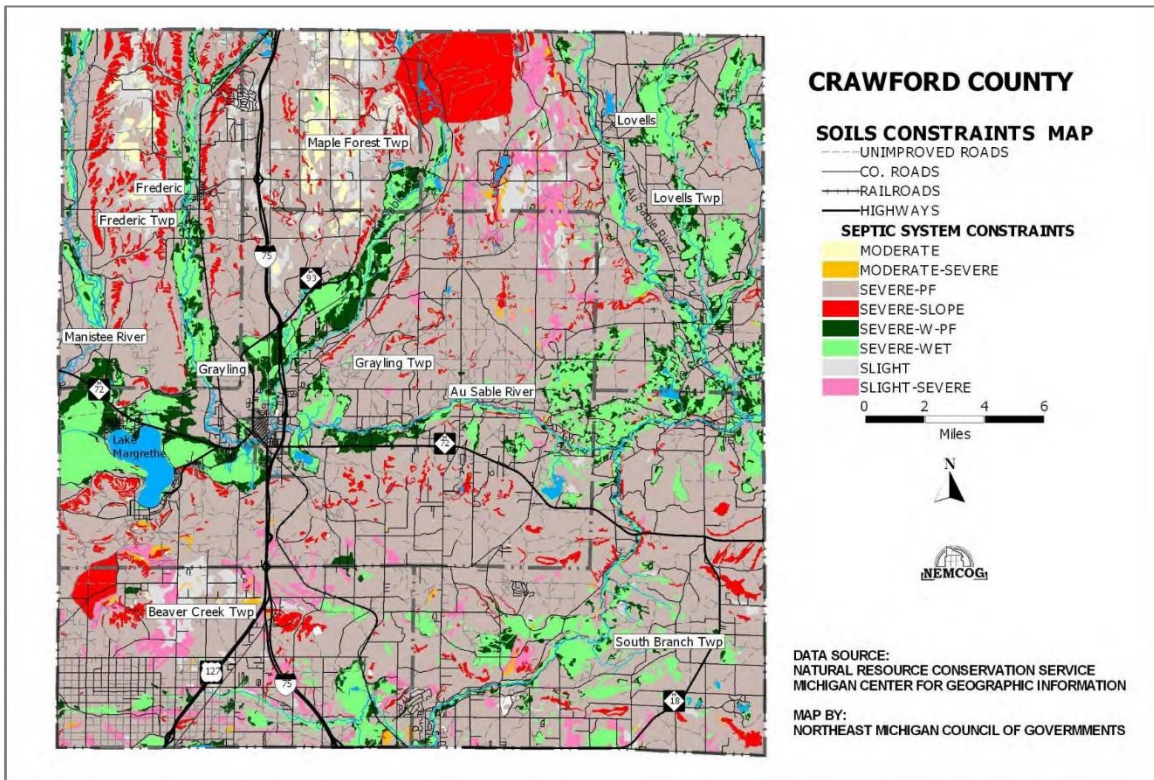 CRAWFORD COUNTY
SOILS CONSTRAINTS MAP
UNIMPROVED ROADS
CO. ROADS
RAILROADS
HIGHWAYS
SEPTIC SYSTEM CONSTRAINTS
MODERATE
MODERATE-SEVERE
SEVERE-PF
SEVERE-SLOPE
SEVERE-W-PF
SEVERE-WET
SLIGHT
SLIGHT-SEVERE
0 2 4 6
Miles
N
NEMCOG
DATA SOURCE:
NATURAL RESOURCE CONSERVATION SERVICE
MICHIGAN CENTER FOR GEOGRAPHIC INFORMATION
MAP BY:
NORTHEAST MICHIGAN COUNCIL OF GOVERNMENTS
Lovells
Maple Forest Twp
Frederic
Lovells Twp
Frederic Twp
Au Sable River
75
93
Manistee River
Grayling
Grayling Twp
72
Au Sable River
Lake
Margrethe
72
Beaver Creek Twp
South Branch Twp
127
75
18